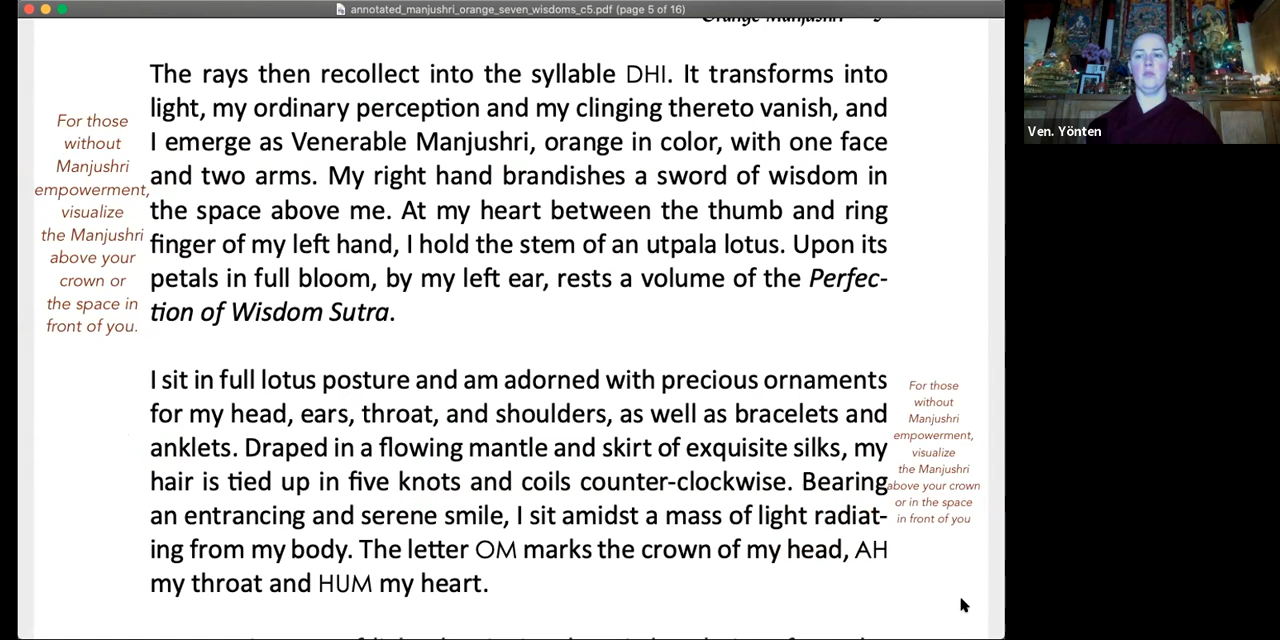 annotated_manjushri_orange_seven_wisdoms_c5.pdf (page 5 of 16)
Orange Manjushri
The rays then recollect into the syllable DHI. It transforms into
light, my ordinary perception and my clinging thereto vanish, and
I emerge as Venerable Manjushri, orange in color, with one face
and two arms. My right hand brandishes a sword of wisdom in
the space above me. At my heart between the thumb and ring
finger of my left hand, I hold the stem of an utpala lotus. Upon its
petals in full bloom, by my left ear, rests a volume of the Perfec-
tion of Wisdom Sutra.
For those
without
Manjushri
empowerment,
visualize
the Manjushri
above your
crown or
the space in
front of you.
I sit in full lotus posture and am adorned with precious ornaments
for my head, ears, throat, and shoulders, as well as bracelets and
anklets. Draped in a flowing mantle and skirt of exquisite silks, my
hair is tied up in five knots and coils counter-clockwise. Bearing
an entrancing and serene smile, I sit amidst a mass of light radiat-
ing from my body. The letter OM marks the crown of my head, AH
my throat and HUM my heart.
For those
without
Manjushri
empowerment,
visualize
the Manjushri
above your crown
or in the space
in front of you
Ven. Yönten